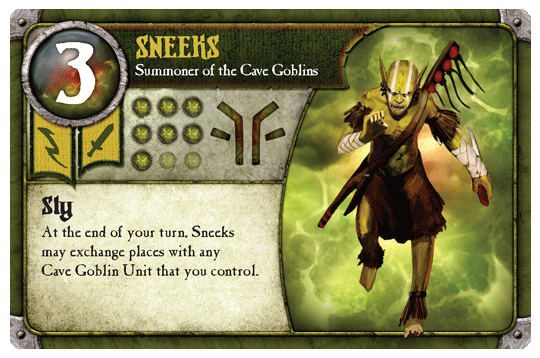 3
SNEEKS
Summoner of the Cave Goblins
Sly
At the end of your turn, Sneeks
may exchange places with any
Cave Goblin Unit that you control.